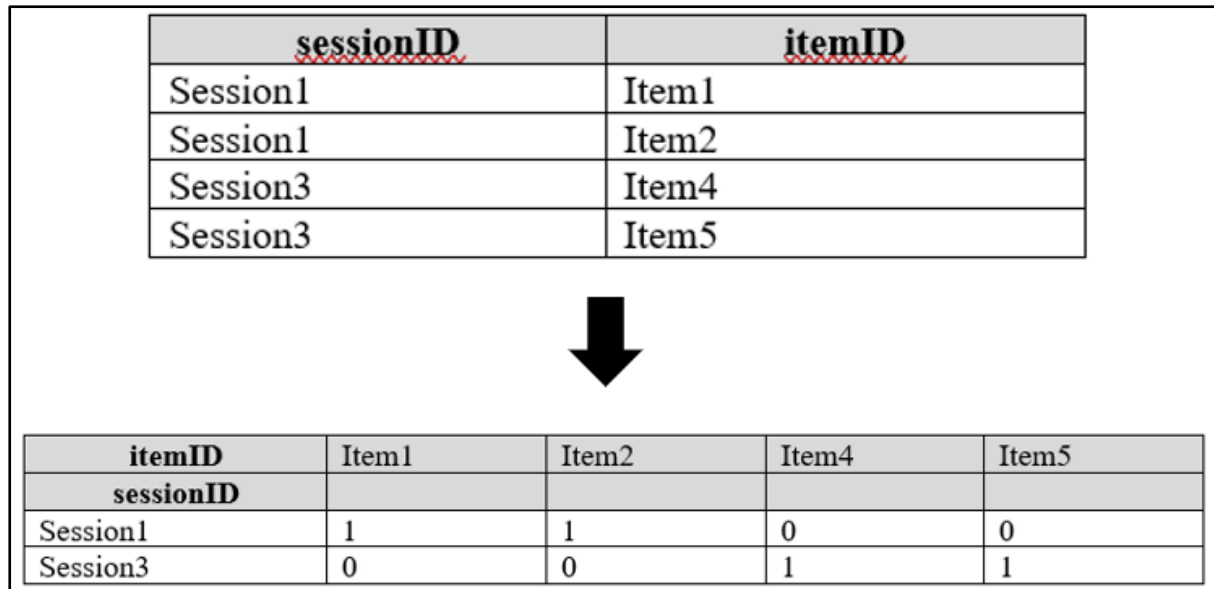 sessionID itemID
Session1 Item1
Session1 Item2
Session3 Item4
Session3 Item5
itemID Item1 Item2 Item4 Item5
sessionID
Session1 1 1 0 0
Session3 0 0 1 1